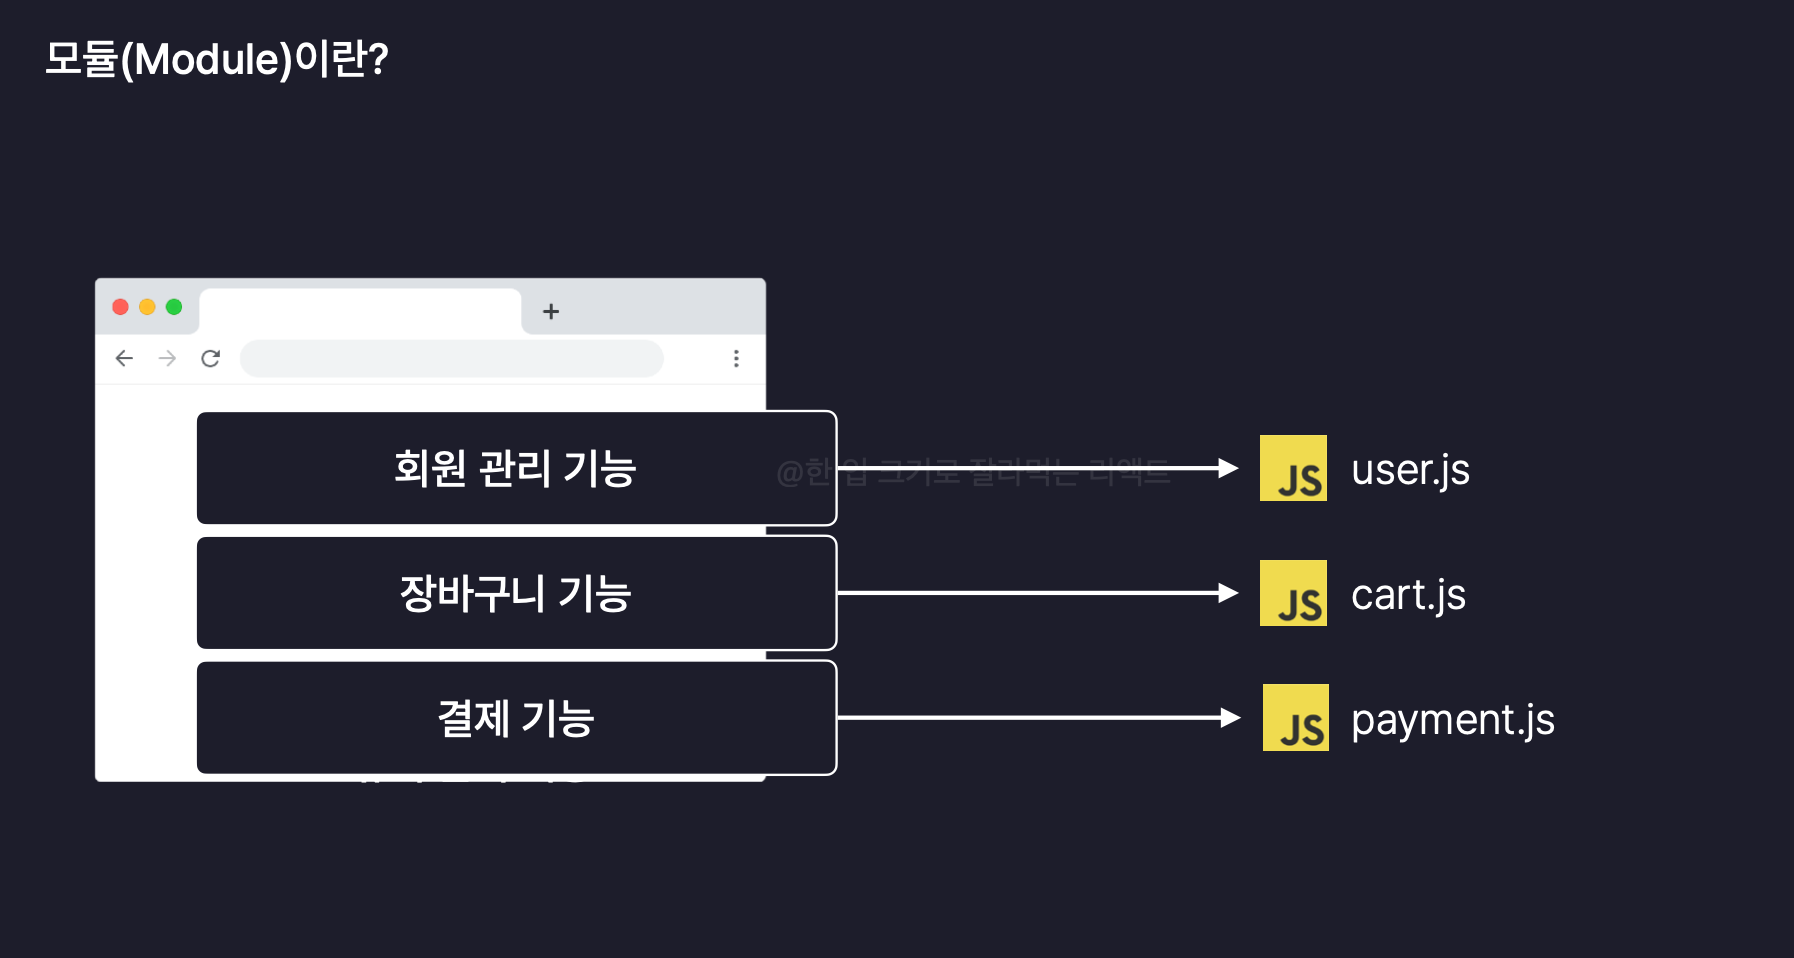 모듈(Module)이란?
회원 관리 기능
@한 입 크기로 잘라먹는 리액트
JS user.js
장바구니 기능
JS cart.js
결제 기능
JS payment.js